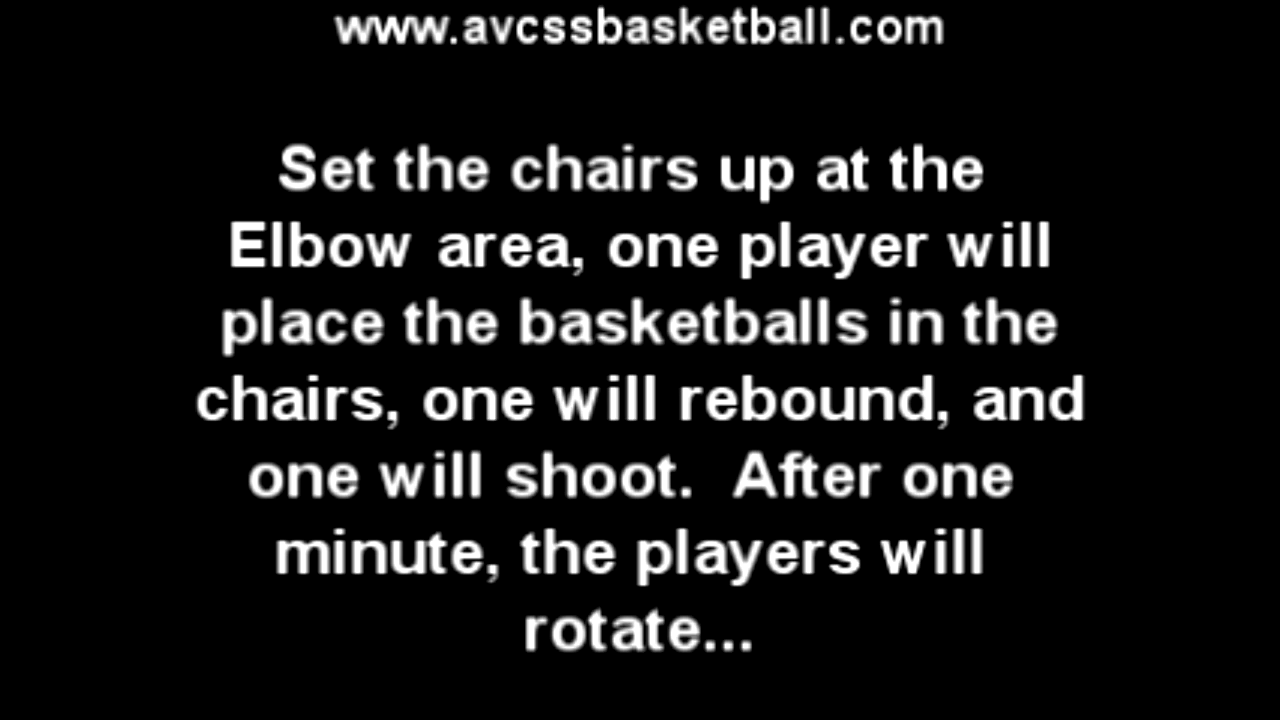 www.avcssbasketball.com
Set the chairs up at the
Elbow area, one player will
place the basketballs in the
chairs, one will rebound, and
one will shoot.  After one
minute, the players will
rotate...